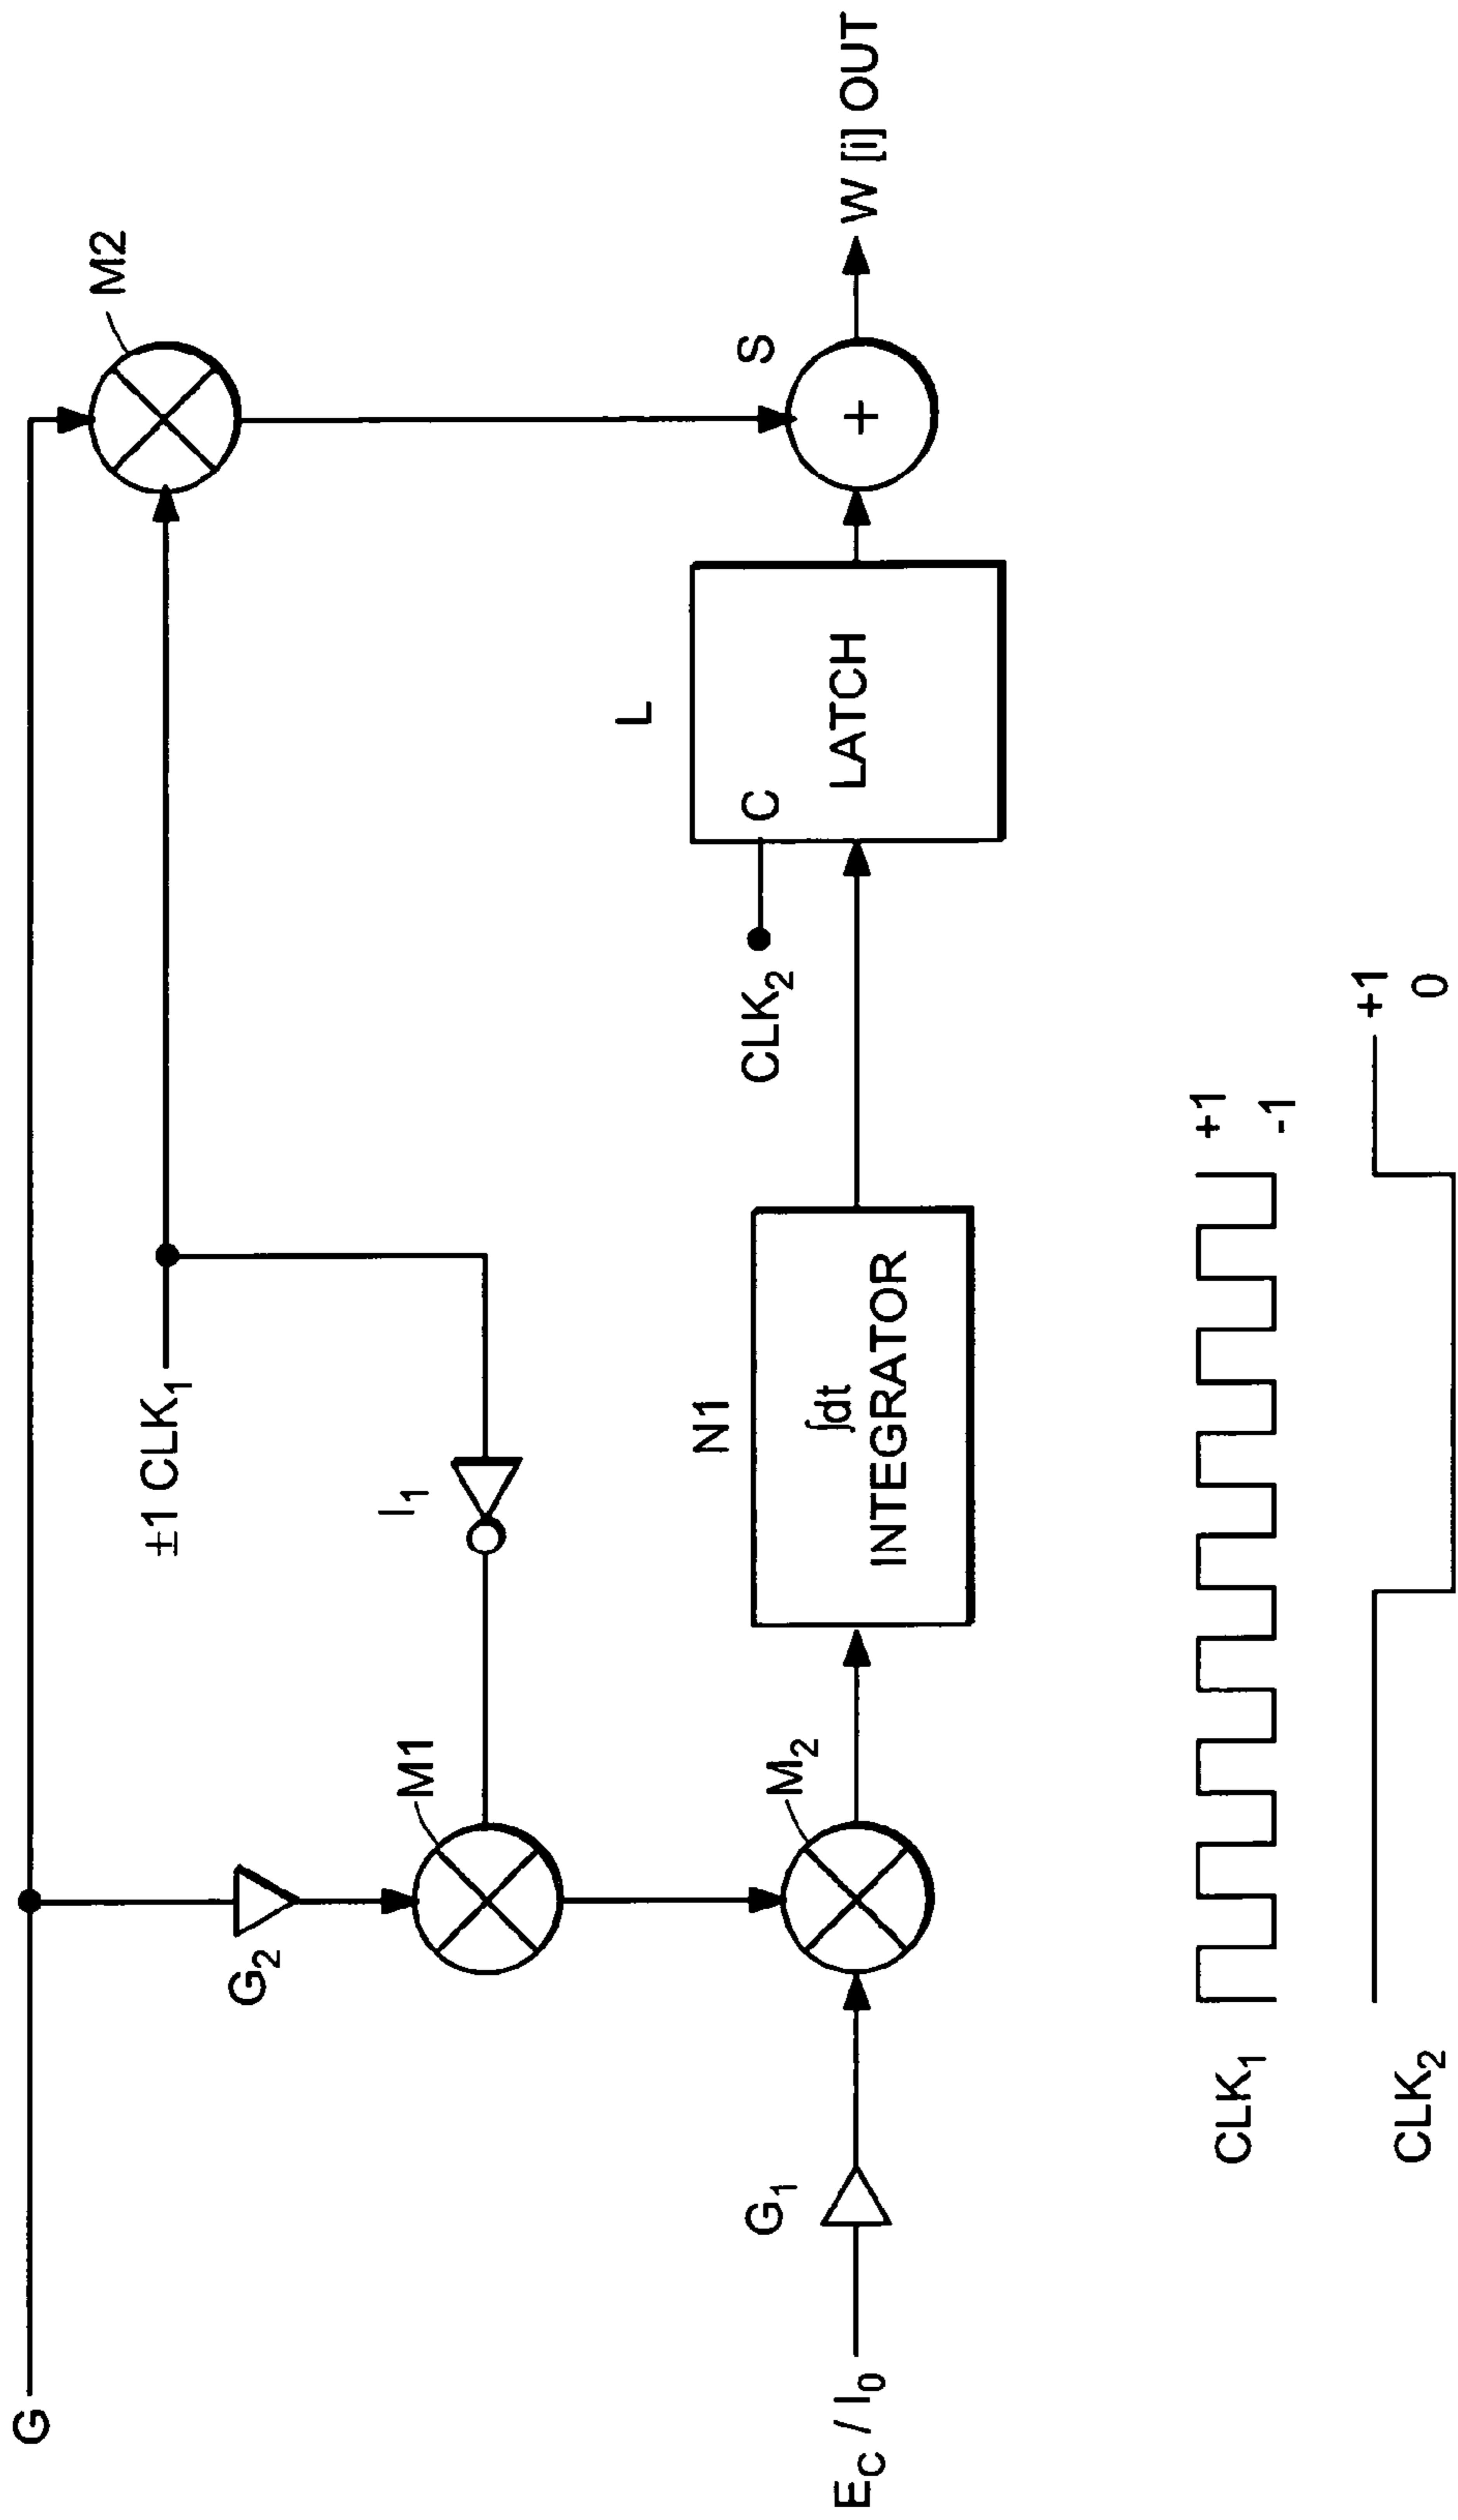 G
M2
±1 CLK1
G2
I1
M1
EC / I0
G1
M2
N1
∫dt
INTEGRATOR
CLK2
L
C
LATCH
S
+
W [i] OUT
CLK1
+1
-1
CLK2
+1
0